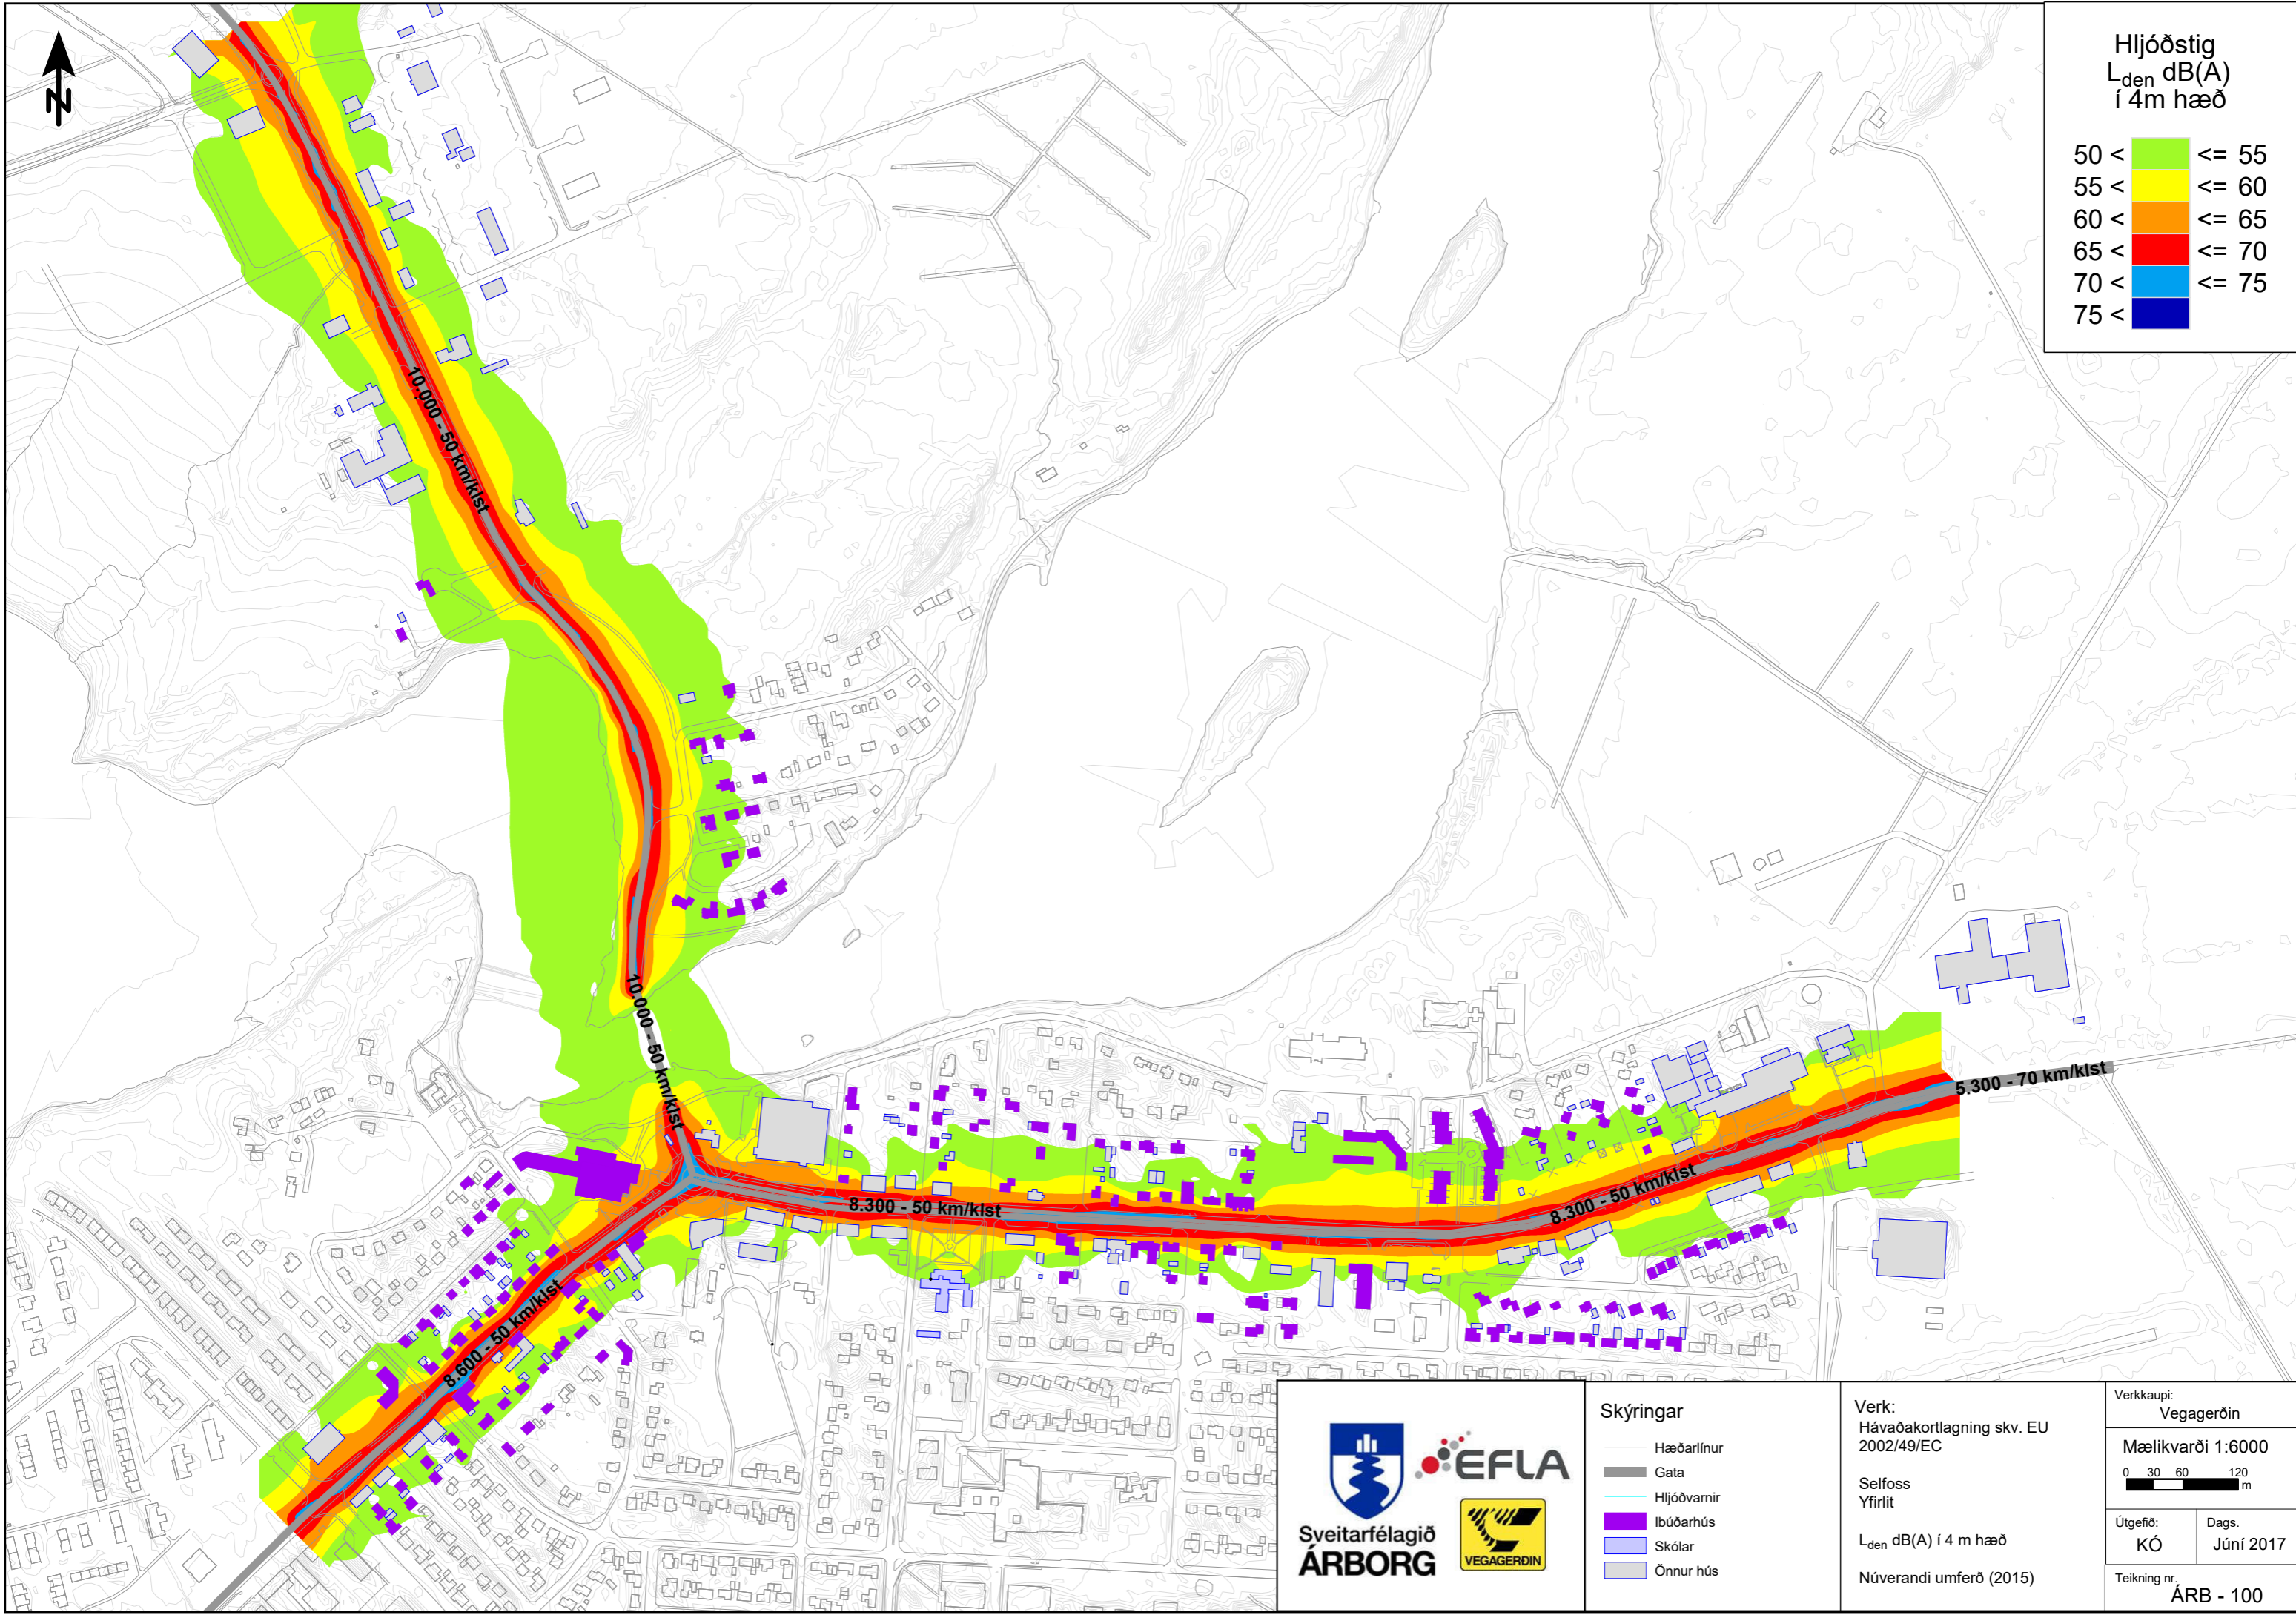 N
Hljóðstig
Lden dB(A)
í 4m hæð
50 < <= 55
55 < <= 60
60 < <= 65
65 < <= 70
70 < <= 75
75 <
10.000 - 50 km/klst
10.000 - 50 km/klst
8.300 - 50 km/klst
8.300 - 50 km/klst
5.300 - 70 km/klst
8.600 - 50 km/klst
Sveitarfélagið
ÁRBORG
EFLA
VEGAGERÐIN
Skýringar
Hæðarlínur
Gata
Hljóðvarnir
Ibúðarhús
Skólar
Önnur hús
Verk:
Hávaðakortlagning skv. EU
2002/49/EC
Selfoss
Yfirlit
Lden dB(A) í 4 m hæð
Núverandi umferð (2015)
Verkkaupi:
Vegagerðin
Mælikvarði 1:6000
0 30 60 120
m
Útgefið:
KÓ
Dags.
Júní 2017
Teikning nr.
ÁRB - 100